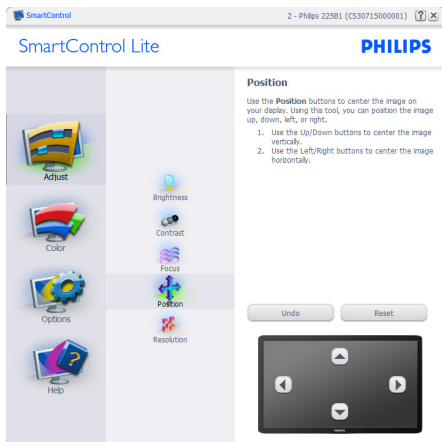 SmartControl
2 - Philips 225B1 (CS30715000001)
SmartControl Lite
PHILIPS
Adjust
Color
Options
Help
Brightness
Contrast
Focus
Position
Resolution
Position
Use the Position buttons to center the image on
your display. Using this tool, you can position the image
up, down, left, or right.
1. Use the Up/Down buttons to center the image
vertically.
2. Use the Left/Right buttons to center the image
horizontally.
Undo
Reset
PHILIPS